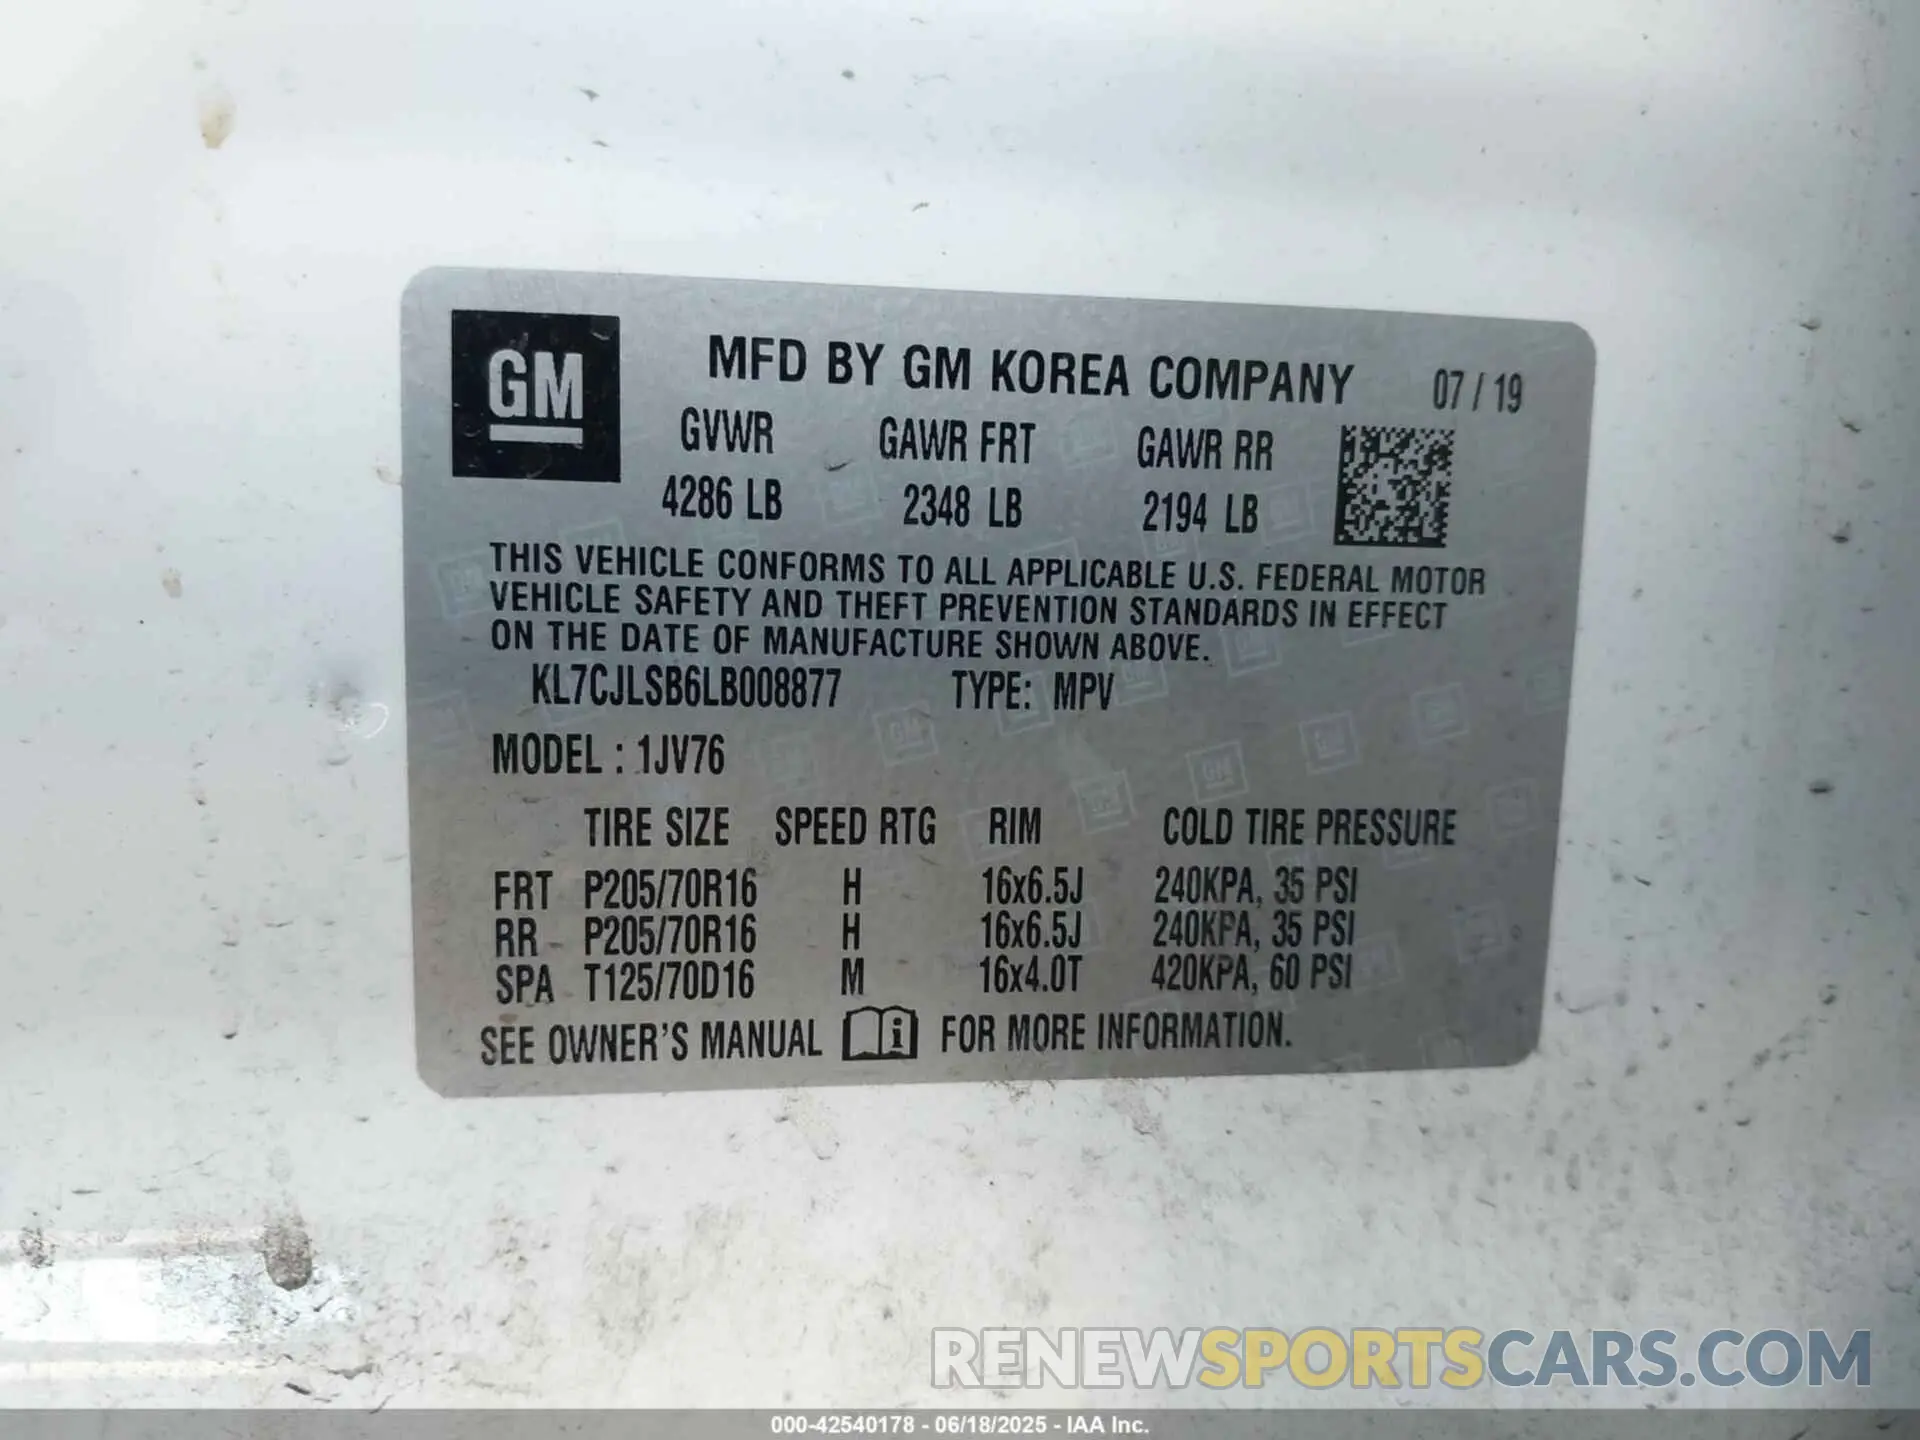 GM
MFD BY GM KOREA COMPANY 07 / 19
GVWR GAWR FRT GAWR RR
4286 LB 2348 LB 2194 LB
THIS VEHICLE CONFORMS TO ALL APPLICABLE U.S. FEDERAL MOTOR
VEHICLE SAFETY AND THEFT PREVENTION STANDARDS IN EFFECT
ON THE DATE OF MANUFACTURE SHOWN ABOVE.
KL7CJLSB6LB008877 TYPE: MPV
MODEL : 1JV76
TIRE SIZE SPEED RTG RIM COLD TIRE PRESSURE
FRT P205/70R16 H 16x6.5J 240KPA, 35 PSI
RR P205/70R16 H 16x6.5J 240KPA, 35 PSI
SPA T125/70D16 M 16x4.0T 420KPA, 60 PSI
SEE OWNER'S MANUAL i FOR MORE INFORMATION.
RENEWSPORTSCARS.COM
000-42540178 - 06/18/2025 - IAA Inc.